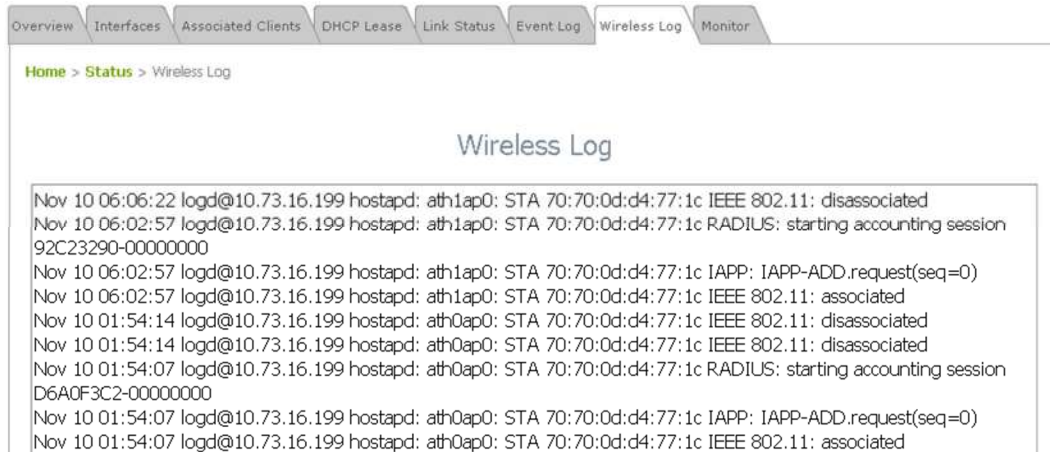 Overview Interfaces Associated Clients DHCP Lease Link Status Event Log Wireless Log Monitor
Home > Status > Wireless Log
Wireless Log
Nov 10 06:06:22 logd@10.73.16.199 hostapd: ath1ap0: STA 70:70:0d:d4:77:1c IEEE 802.11: disassociated
Nov 10 06:02:57 logd@10.73.16.199 hostapd: ath1ap0: STA 70:70:0d:d4:77:1c RADIUS: starting accounting session
92C23290-00000000
Nov 10 06:02:57 logd@10.73.16.199 hostapd: ath1ap0: STA 70:70:0d:d4:77:1c IAPP: IAPP-ADD.request(seq=0)
Nov 10 06:02:57 logd@10.73.16.199 hostapd: ath1ap0: STA 70:70:0d:d4:77:1c IEEE 802.11: associated
Nov 10 01:54:14 logd@10.73.16.199 hostapd: ath0ap0: STA 70:70:0d:d4:77:1c IEEE 802.11: disassociated
Nov 10 01:54:14 logd@10.73.16.199 hostapd: ath0ap0: STA 70:70:0d:d4:77:1c IEEE 802.11: disassociated
Nov 10 01:54:07 logd@10.73.16.199 hostapd: ath0ap0: STA 70:70:0d:d4:77:1c RADIUS: starting accounting session
D6A0F3C2-00000000
Nov 10 01:54:07 logd@10.73.16.199 hostapd: ath0ap0: STA 70:70:0d:d4:77:1c IAPP: IAPP-ADD.request(seq=0)
Nov 10 01:54:07 logd@10.73.16.199 hostapd: ath0ap0: STA 70:70:0d:d4:77:1c IEEE 802.11: associated